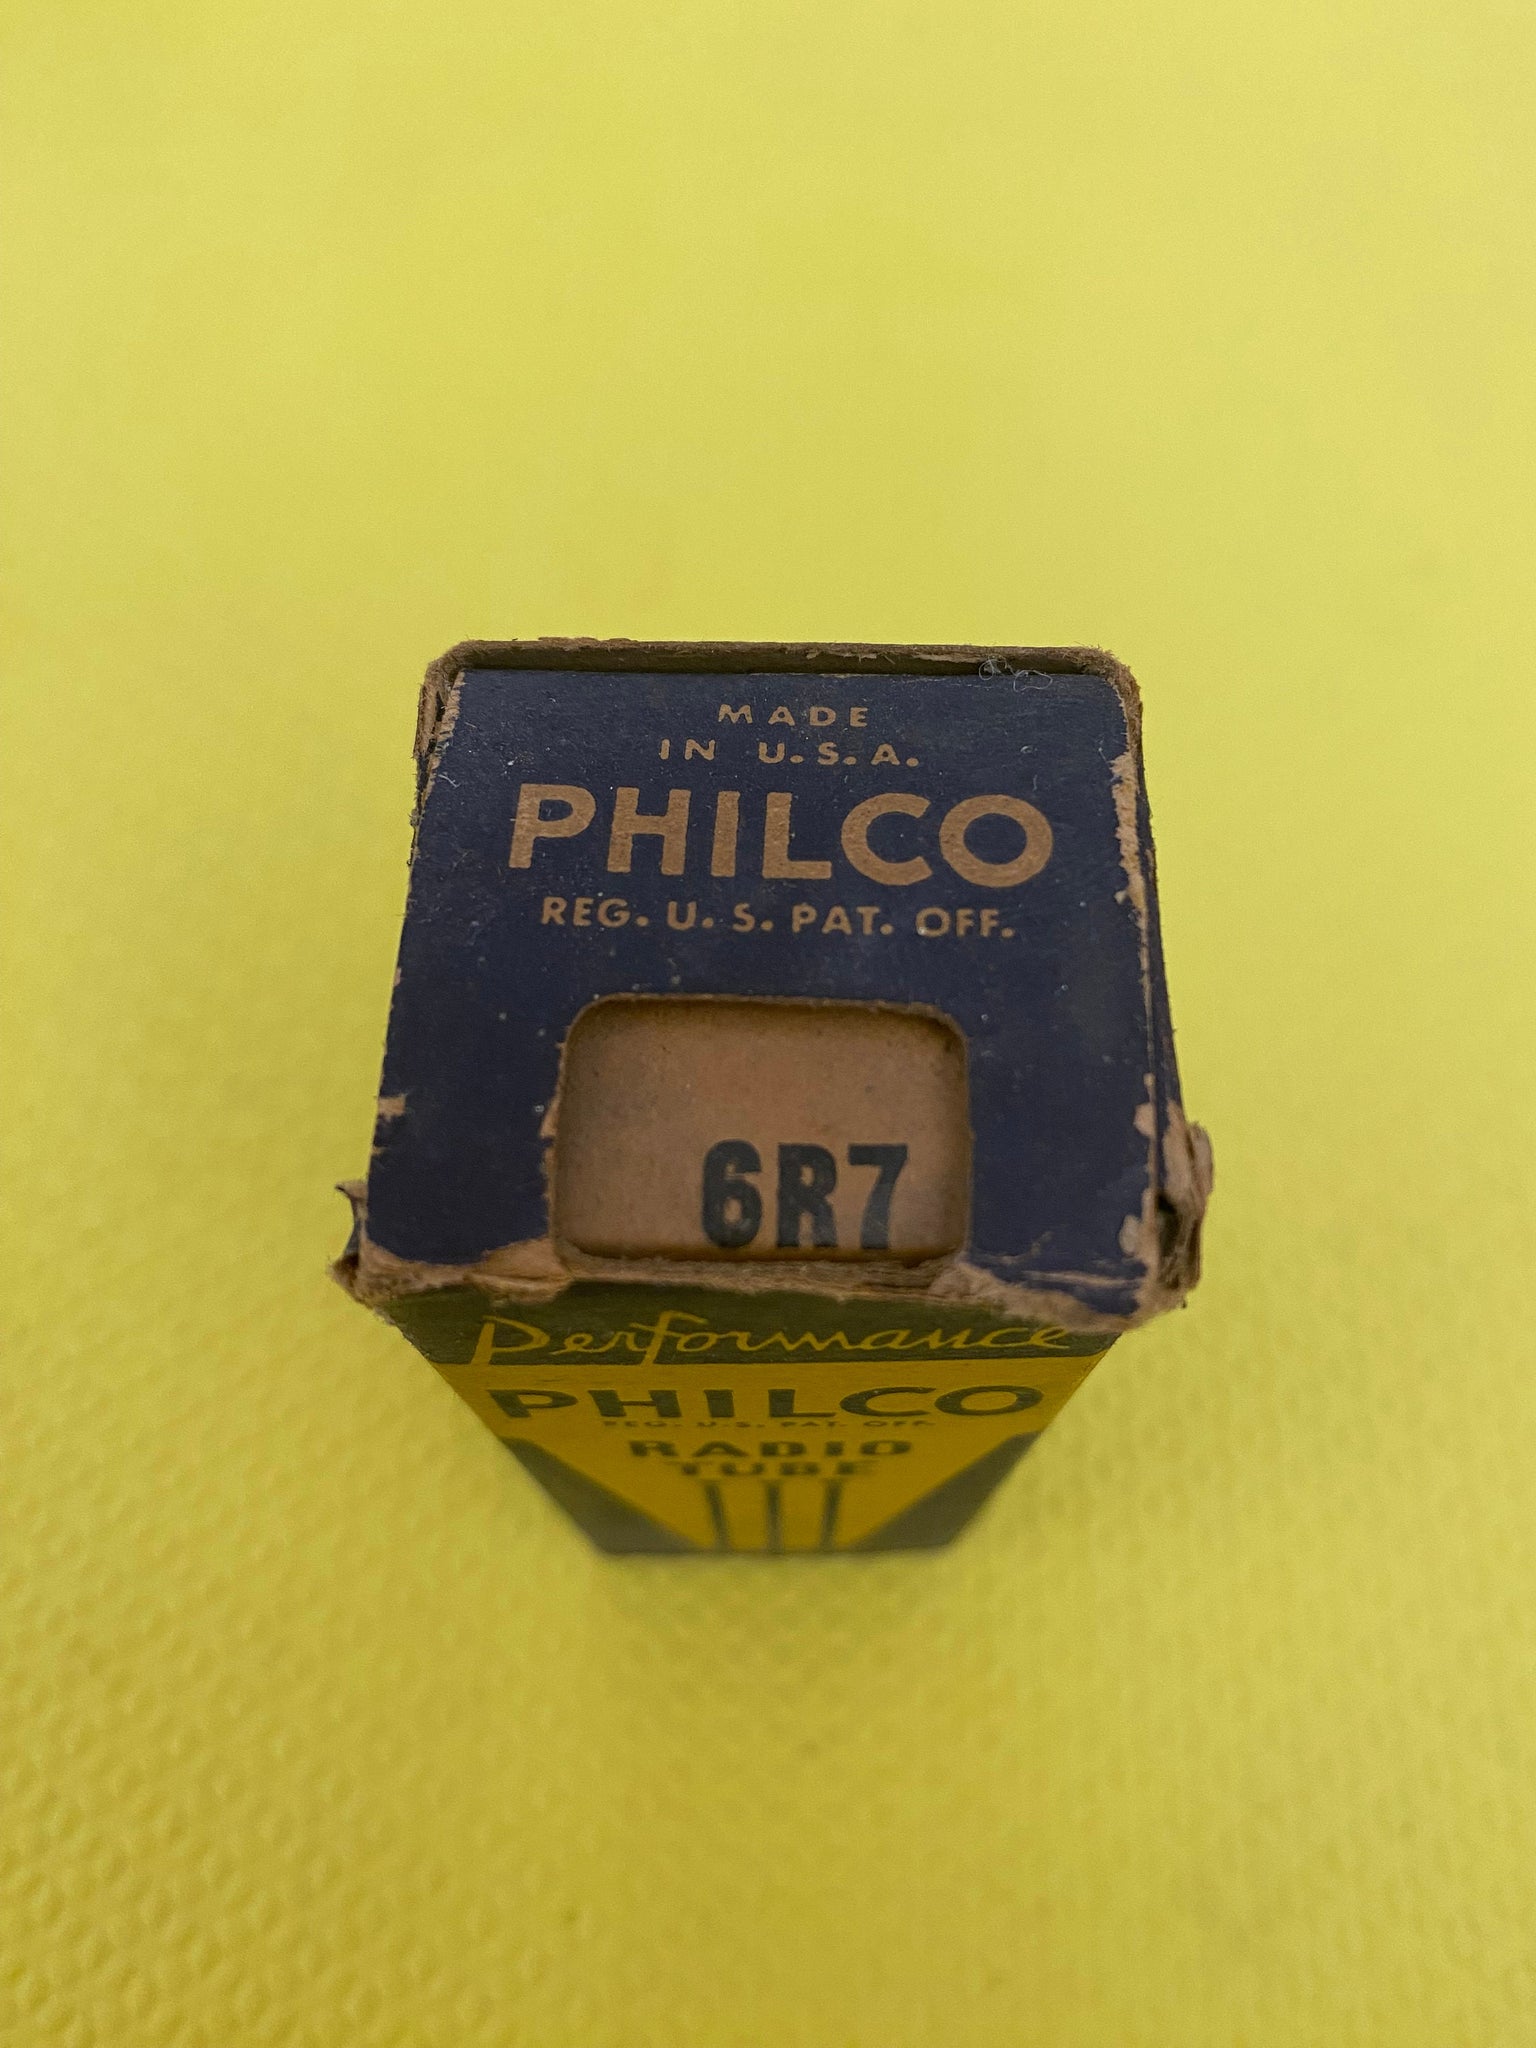 MADE
IN U.S.A.
PHILCO
REG. U. S. PAT. OFF.
6R7
Performance
PHILCO
REG. U.S. PAT. OFF.
RADIO
TUBE